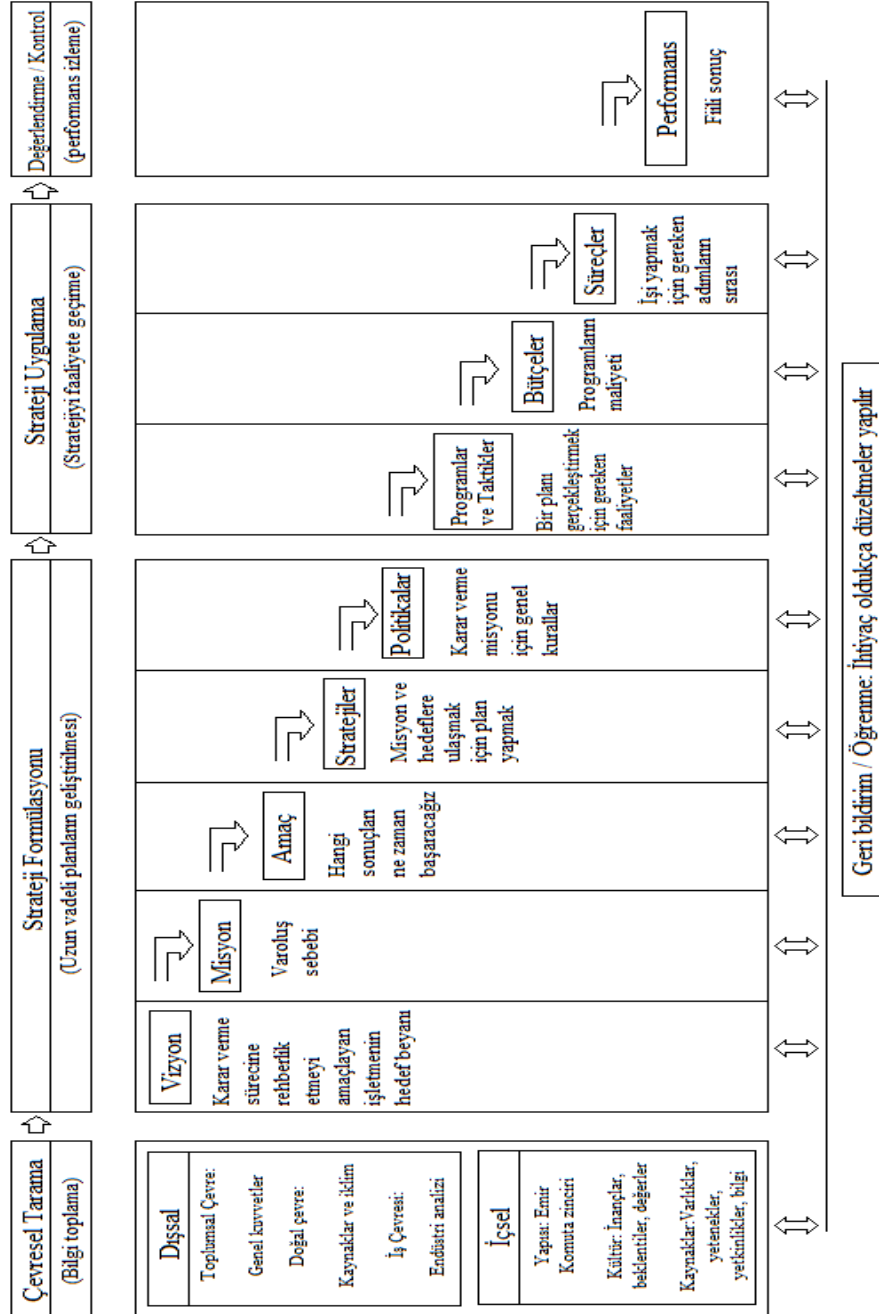 Çevresel Tarama
(Bilgi toplama)
Strateji Formülasyonu
(Uzun vadeli planların geliştirilmesi)
Strateji Uygulama
(Stratejiyi faaliyete geçirme)
Değerlendirme / Kontrol
(performans izleme)
Dışsal
Toplumsal Çevre:
Genel kuvvetler
Doğal çevre:
Kaynaklar ve iklim
İş Çevresi:
Endüstri analizi
İçsel
Yapısı: Emir
Komuta zinciri
Kültür: İnançlar,
beklentiler, değerler
Kaynaklar:Varlıklar,
yetenekler,
yetkinlikler, bilgi
Vizyon
Karar verme
sürecine
rehberlik
etmeyi
amaçlayan
işletmenin
hedef beyanı
Misyon
Varoluş
sebebi
Amaç
Hangi
sonuçları
ne zaman
başaracağız
Stratejiler
Misyon ve
hedeflere
ulaşmak
için plan
yapmak
Politikalar
Karar verme
misyonu
için genel
kurallar
Programlar
ve Taktikler
Bir planı
gerçekleştirmek
için gereken
faaliyetler
Bütçeler
Programların
maliyeti
Süreçler
İşi yapmak
için gereken
adımların
sırası
Performans
Fiili sonuç
Geri bildirim / Öğrenme: İhtiyaç oldukça düzeltmeler yapılır